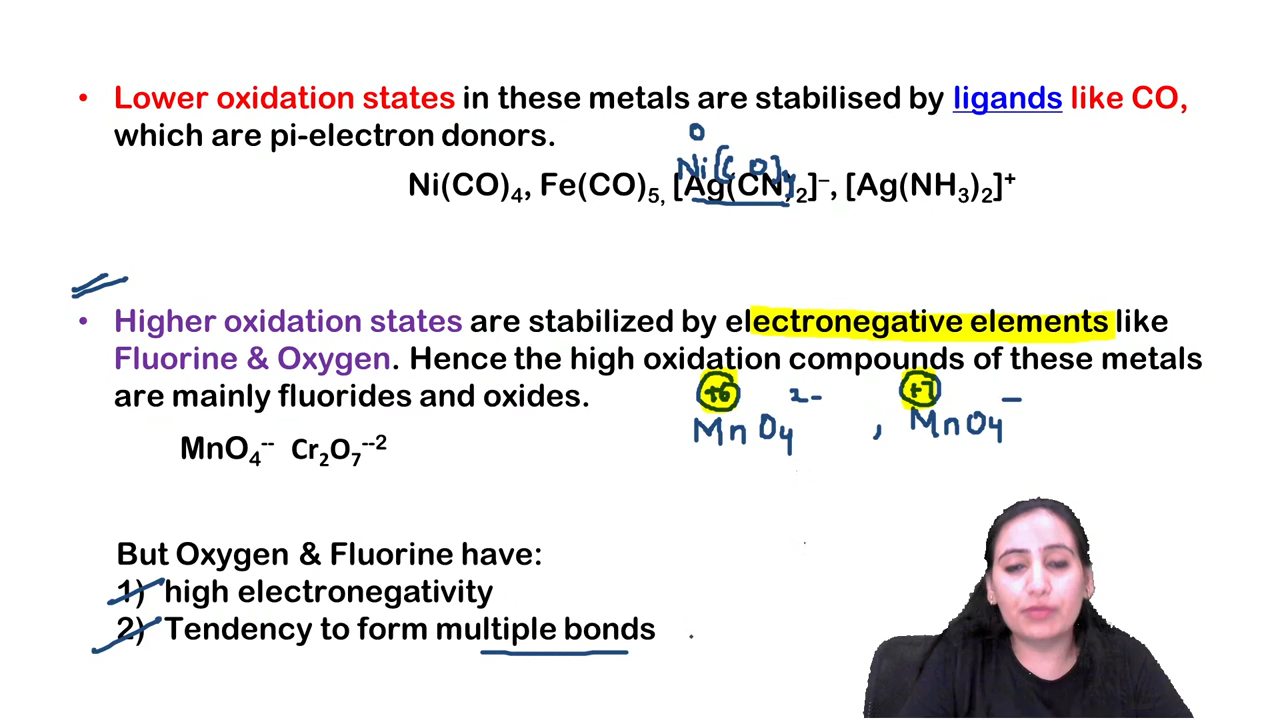 • Lower oxidation states in these metals are stabilised by ligands like CO,
which are pi-electron donors.
0
Ni[CO]4
Ni(CO)₄, Fe(CO)₅, [Ag(CN)₂]⁻, [Ag(NH₃)₂]⁺
• Higher oxidation states are stabilized by electronegative elements like
Fluorine & Oxygen. Hence the high oxidation compounds of these metals
are mainly fluorides and oxides.
+6 +7
MnO₄²⁻ , MnO₄⁻
MnO₄⁻⁻ Cr₂O₇⁻⁻²
But Oxygen & Fluorine have:
1) high electronegativity
2) Tendency to form multiple bonds